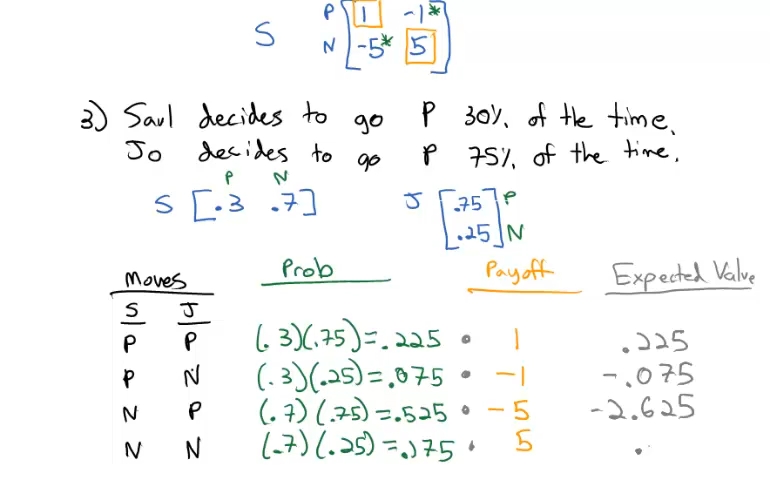 P [ 1 -1*
S N -5* 5 ]
3) Saul decides to go P 30% of the time.
Jo decides to go P 75% of the time.
P N
S [.3 .7] J [.75 P
.25] N
Moves Prob Payoff Expected Value
S J
P P (.3)(.75)=.225 • 1 .225
P N (.3)(.25)=.075 • -1 -.075
N P (.7)(.75)=.525 • -5 -2.625
N N (.7)(.25)=.175 • 5 .